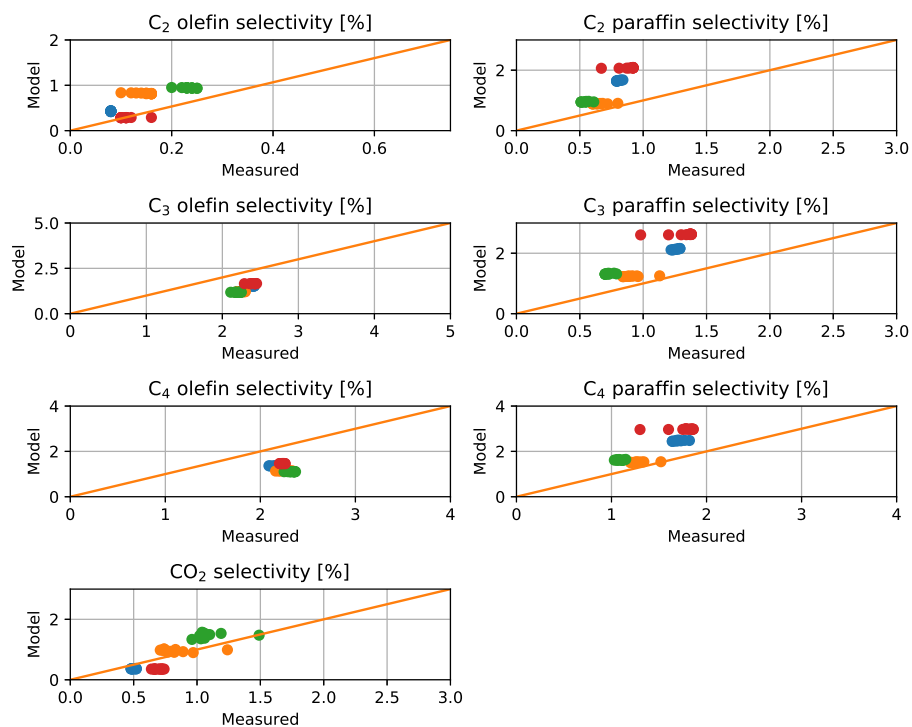 C₂ olefin selectivity [%]
2
1
0
Model
0.0 0.2 0.4 0.6
Measured
C₂ paraffin selectivity [%]
2
0
Model
0.0 0.5 1.0 1.5 2.0 2.5 3.0
Measured
C₃ olefin selectivity [%]
5.0
2.5
0.0
Model
0 1 2 3 4 5
Measured
C₃ paraffin selectivity [%]
2
0
Model
0.0 0.5 1.0 1.5 2.0 2.5 3.0
Measured
C₄ olefin selectivity [%]
4
2
0
Model
0 1 2 3 4
Measured
C₄ paraffin selectivity [%]
4
2
0
Model
0 1 2 3 4
Measured
CO₂ selectivity [%]
2
0
Model
0.0 0.5 1.0 1.5 2.0 2.5 3.0
Measured